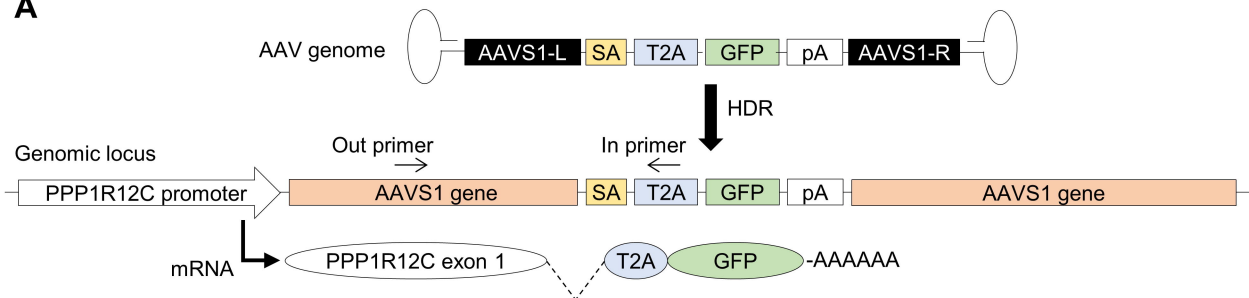 A
AAV genome
AAVS1-L SA T2A GFP pA AAVS1-R
HDR
Out primer In primer
Genomic locus
PPP1R12C promoter AAVS1 gene SA T2A GFP pA AAVS1 gene
mRNA PPP1R12C exon 1 T2A GFP -AAAAAA